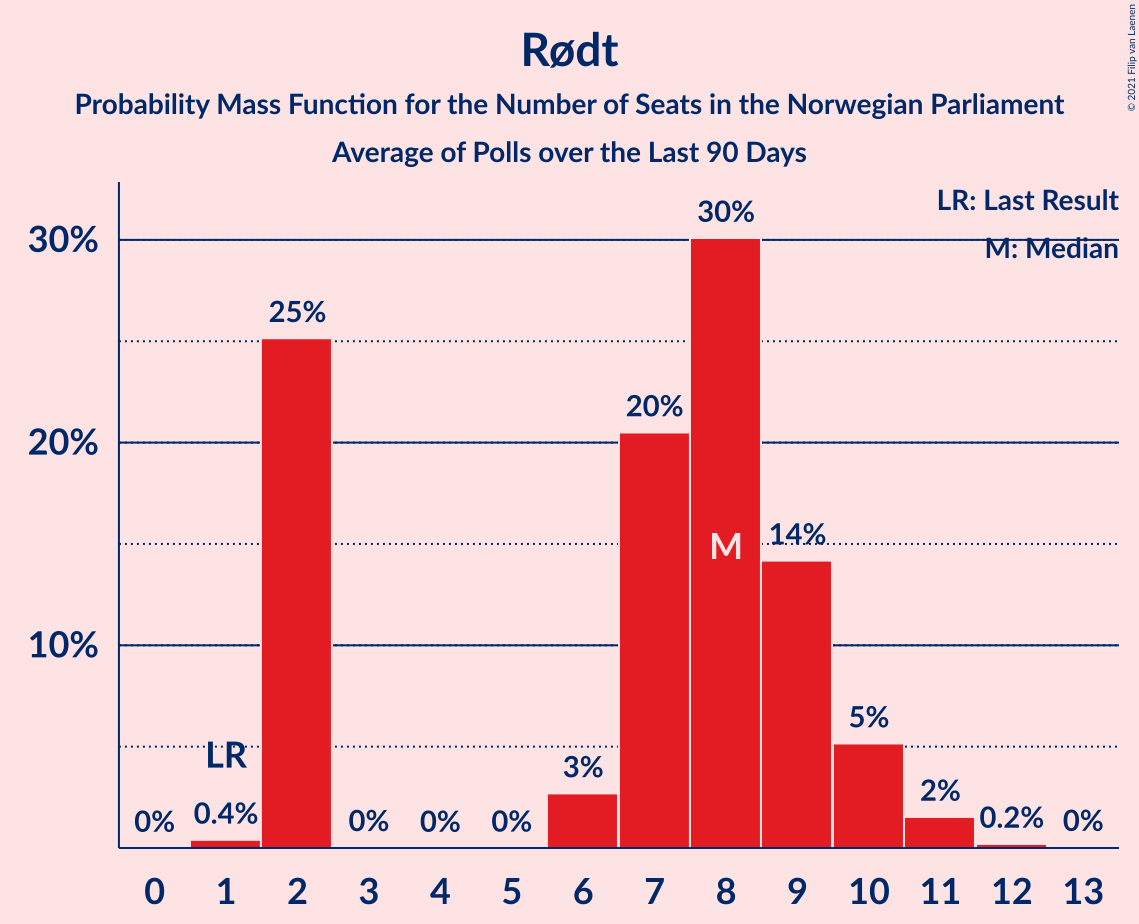 Rødt
Probability Mass Function for the Number of Seats in the Norwegian Parliament
Average of Polls over the Last 90 Days
© 2021 Filip van Laenen
LR: Last Result
M: Median
30%
20%
10%
0%
LR
0.4%
25%
0%
0%
0%
3%
20%
30%
M
14%
5%
2%
0.2%
0%
0 1 2 3 4 5 6 7 8 9 10 11 12 13